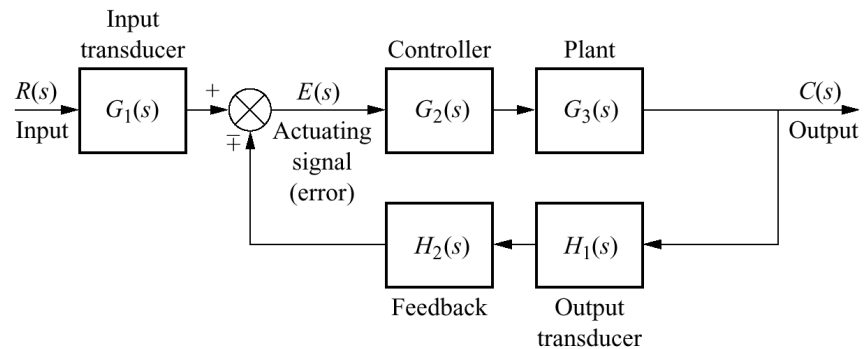 Input
transducer
Controller
Plant
R(s)
G₁(s)
+
E(s)
G₂(s)
G₃(s)
C(s)
Input
∓
Actuating
signal
(error)
Output
H₂(s)
H₁(s)
Feedback
Output
transducer